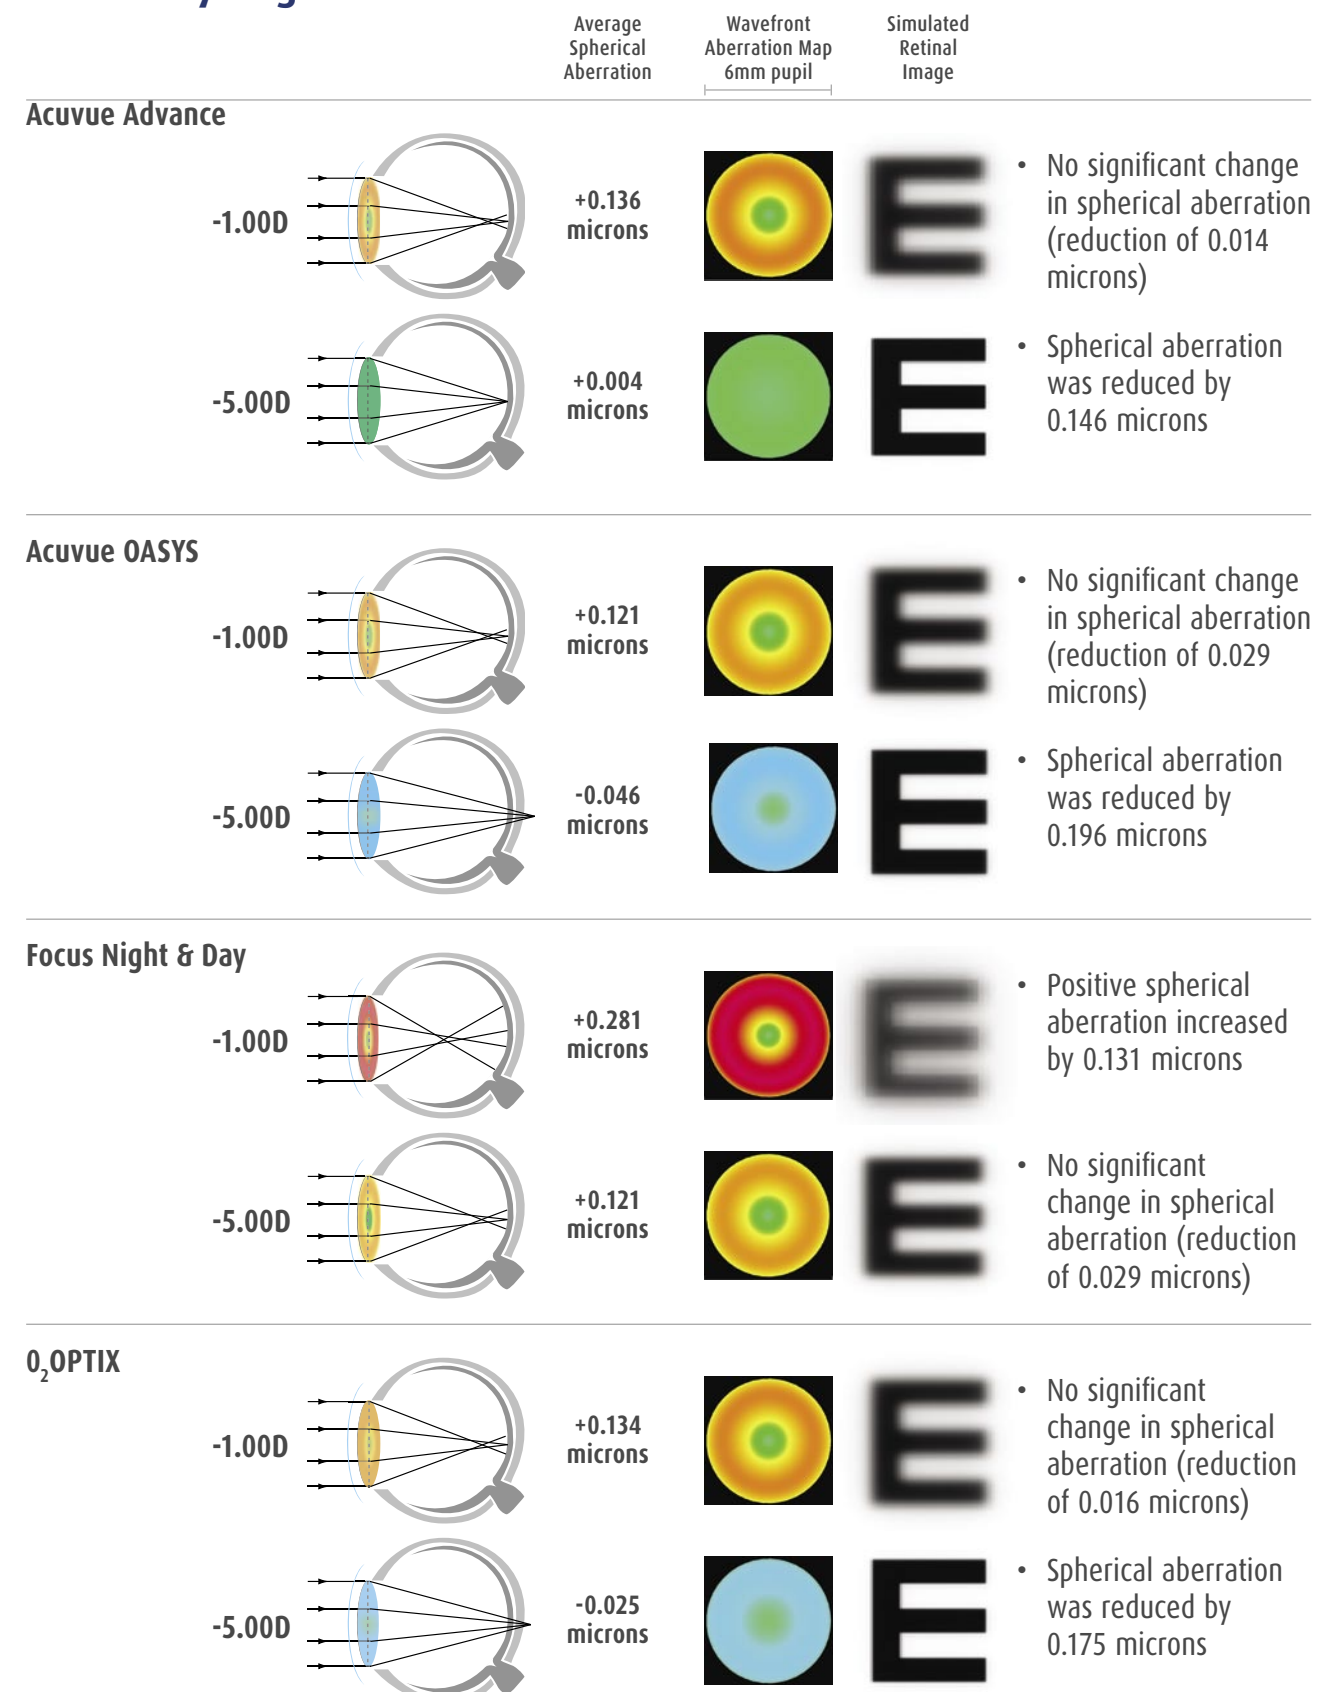 Average
Spherical
Aberration
Wavefront
Aberration Map
6mm pupil
Simulated
Retinal
Image
Acuvue Advance
-1.00D
+0.136
microns
E
• No significant change
in spherical aberration
(reduction of 0.014
microns)
-5.00D
+0.004
microns
E
• Spherical aberration
was reduced by
0.146 microns
Acuvue OASYS
-1.00D
+0.121
microns
E
• No significant change
in spherical aberration
(reduction of 0.029
microns)
-5.00D
-0.046
microns
E
• Spherical aberration
was reduced by
0.196 microns
Focus Night & Day
-1.00D
+0.281
microns
E
• Positive spherical
aberration increased
by 0.131 microns
-5.00D
+0.121
microns
E
• No significant
change in spherical
aberration (reduction
of 0.029 microns)
O₂OPTIX
-1.00D
+0.134
microns
E
• No significant
change in spherical
aberration (reduction
of 0.016 microns)
-5.00D
-0.025
microns
E
• Spherical aberration
was reduced by
0.175 microns